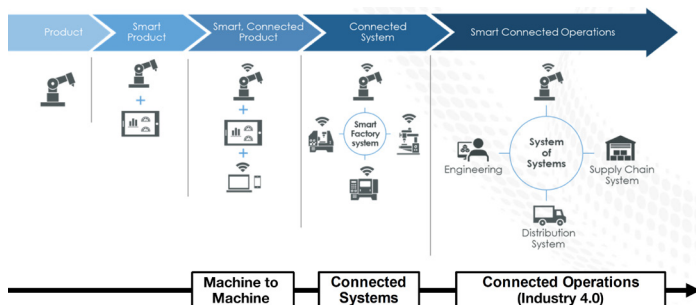 Product
Smart
Product
Smart, Connected
Product
Connected
System
Smart Connected Operations
+
+
+
Smart
Factory
system
System
of
Systems
Engineering
Supply Chain
System
Distribution
System
Machine to
Machine
Connected
Systems
Connected Operations
(Industry 4.0)